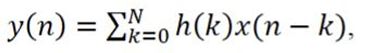 y(n) = ∑_{k=0}^{N} h(k)x(n − k),